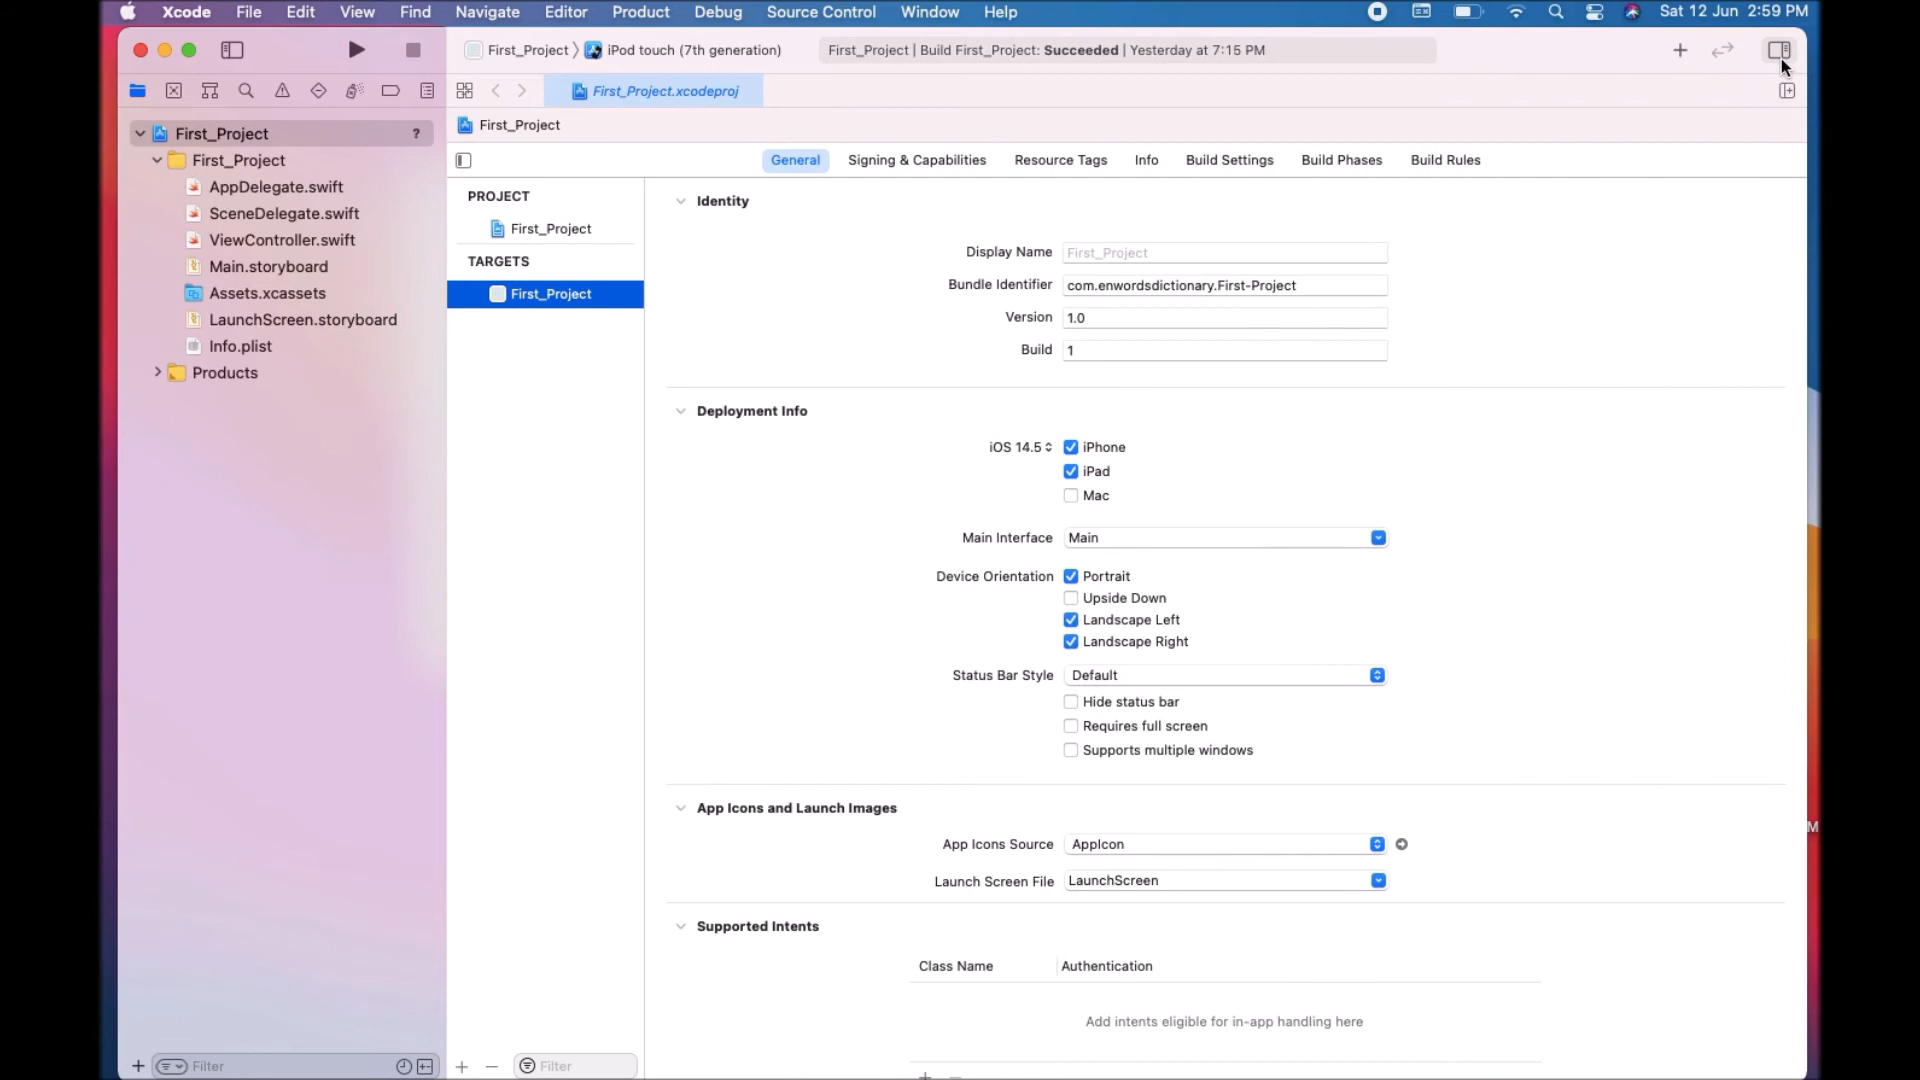 Xcode File Edit View Find Navigate Editor Product Debug Source Control Window Help Sat 12 Jun 2:59 PM
First_Project iPod touch (7th generation) First_Project | Build First_Project: Succeeded | Yesterday at 7:15 PM
First_Project.xcodeproj
First_Project ?
First_Project
AppDelegate.swift
SceneDelegate.swift
ViewController.swift
Main.storyboard
Assets.xcassets
LaunchScreen.storyboard
Info.plist
Products
Filter
First_Project
General Signing & Capabilities Resource Tags Info Build Settings Build Phases Build Rules
PROJECT
First_Project
TARGETS
First_Project
Filter
Identity
Display Name First_Project
Bundle Identifier com.enwordsdictionary.First-Project
Version 1.0
Build 1
Deployment Info
iOS 14.5 iPhone
iPad
Mac
Main Interface Main
Device Orientation Portrait
Upside Down
Landscape Left
Landscape Right
Status Bar Style Default
Hide status bar
Requires full screen
Supports multiple windows
App Icons and Launch Images
App Icons Source AppIcon
Launch Screen File LaunchScreen
Supported Intents
Class Name Authentication
Add intents eligible for in-app handling here
M